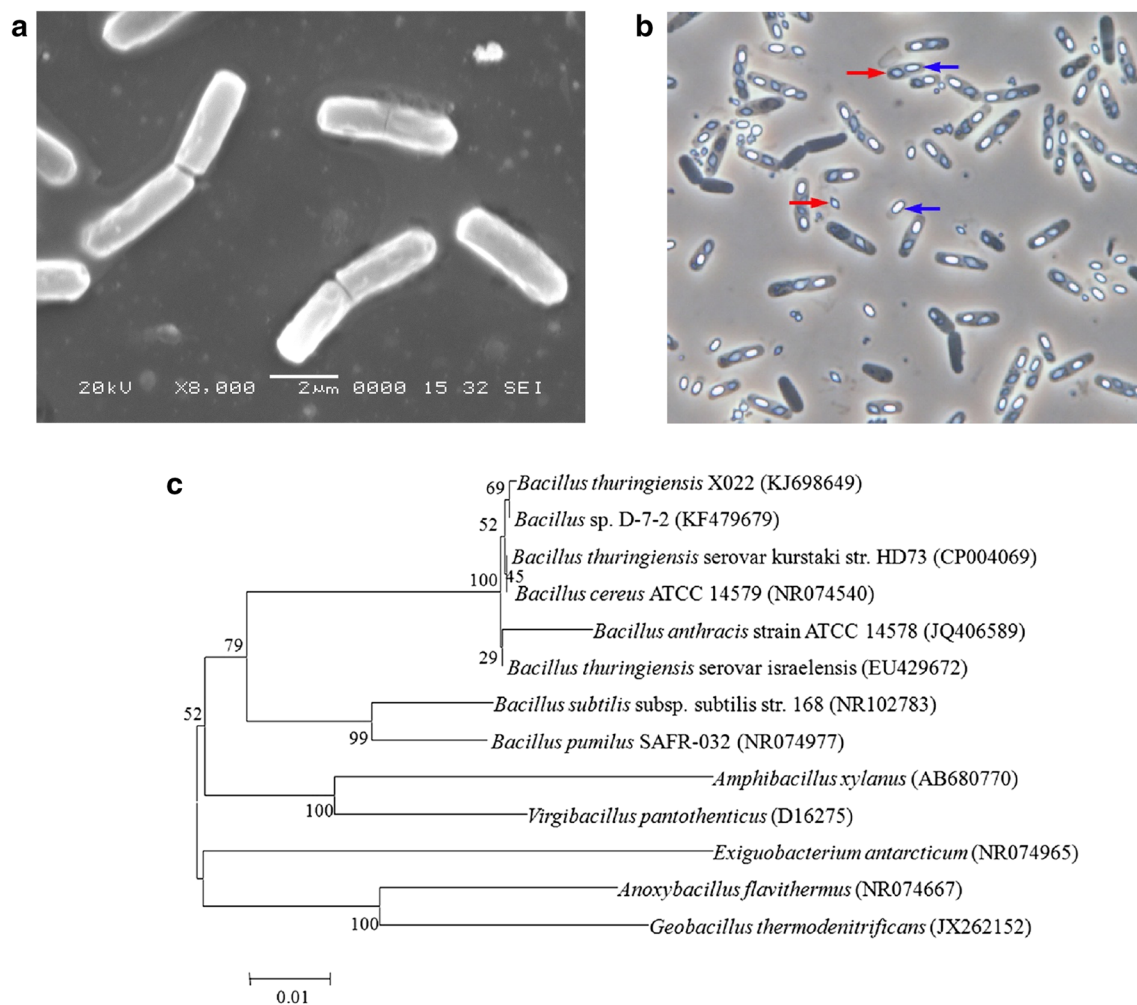 a
b
20kV X8,000 2μm 0000 15 32 SEI
c
69
Bacillus thuringiensis X022 (KJ698649)
52
Bacillus sp. D-7-2 (KF479679)
Bacillus thuringiensis serovar kurstaki str. HD73 (CP004069)
100
45
Bacillus cereus ATCC 14579 (NR074540)
Bacillus anthracis strain ATCC 14578 (JQ406589)
79
29
Bacillus thuringiensis serovar israelensis (EU429672)
Bacillus subtilis subsp. subtilis str. 168 (NR102783)
52
99
Bacillus pumilus SAFR-032 (NR074977)
Amphibacillus xylanus (AB680770)
100
Virgibacillus pantothenticus (D16275)
Exiguobacterium antarcticum (NR074965)
Anoxybacillus flavithermus (NR074667)
100
Geobacillus thermodenitrificans (JX262152)
0.01